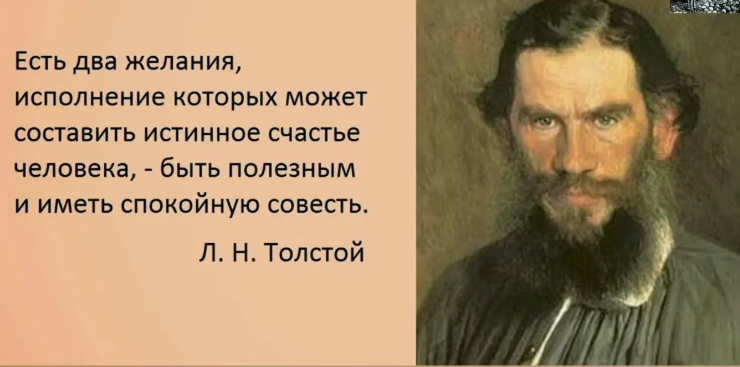 Есть два желания,
исполнение которых может
составить истинное счастье
человека, - быть полезным
и иметь спокойную совесть.
Л. Н. Толстой